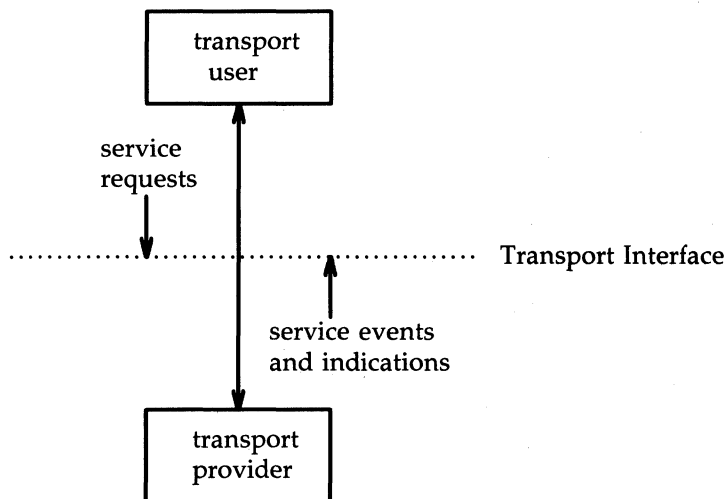 transport
user
service
requests
Transport Interface
service events
and indications
transport
provider